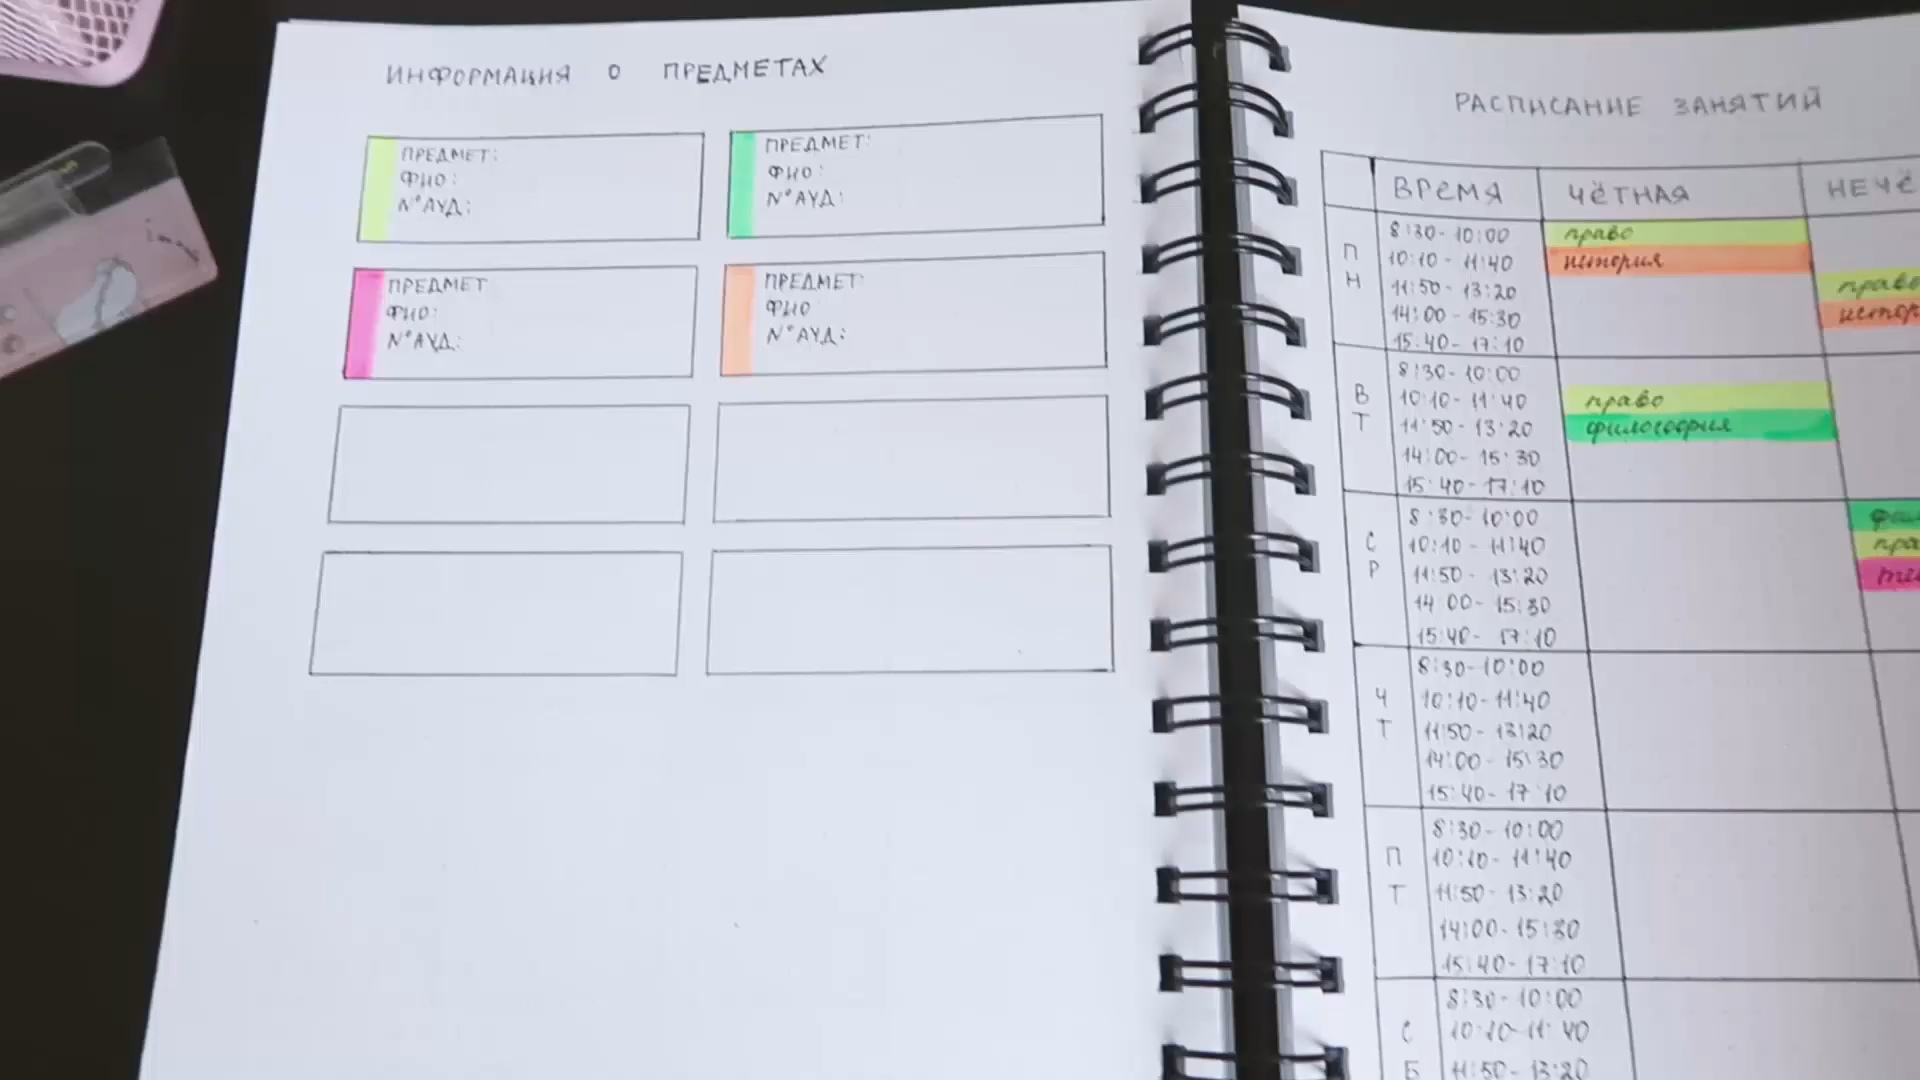 ИНФОРМАЦИЯ О ПРЕДМЕТАХ
ПРЕДМЕТ:
ФИО:
N°АУД:
ПРЕДМЕТ:
ФИО:
N°АУД:
ПРЕДМЕТ
ФИО:
N°АУД:
ПРЕДМЕТ:
ФИО
N°АУД:
РАСПИСАНИЕ ЗАНЯТИЙ
ВРЕМЯ ЧЁТНАЯ НЕЧЁ
ПН
8:30-10:00 право
10:10-11:40 история
11:50-13:20 право
14:00-15:30 истор
15:40-17:10
ВТ
8:30-10:00
10:10-11:40 право
11:50-13:20 философия
14:00-15:30
15:40-17:10
СР
8:30-10:00
10:10-11:40 пра
11:50-13:20
14:00-15:30
15:40-17:10
ЧТ
8:30-10:00
10:10-11:40
11:50-13:20
14:00-15:30
15:40-17:10
ПТ
8:30-10:00
10:10-11:40
11:50-13:20
14:00-15:30
15:40-17:10
СБ
8:30-10:00
10:10-11:40
11:50-13:20